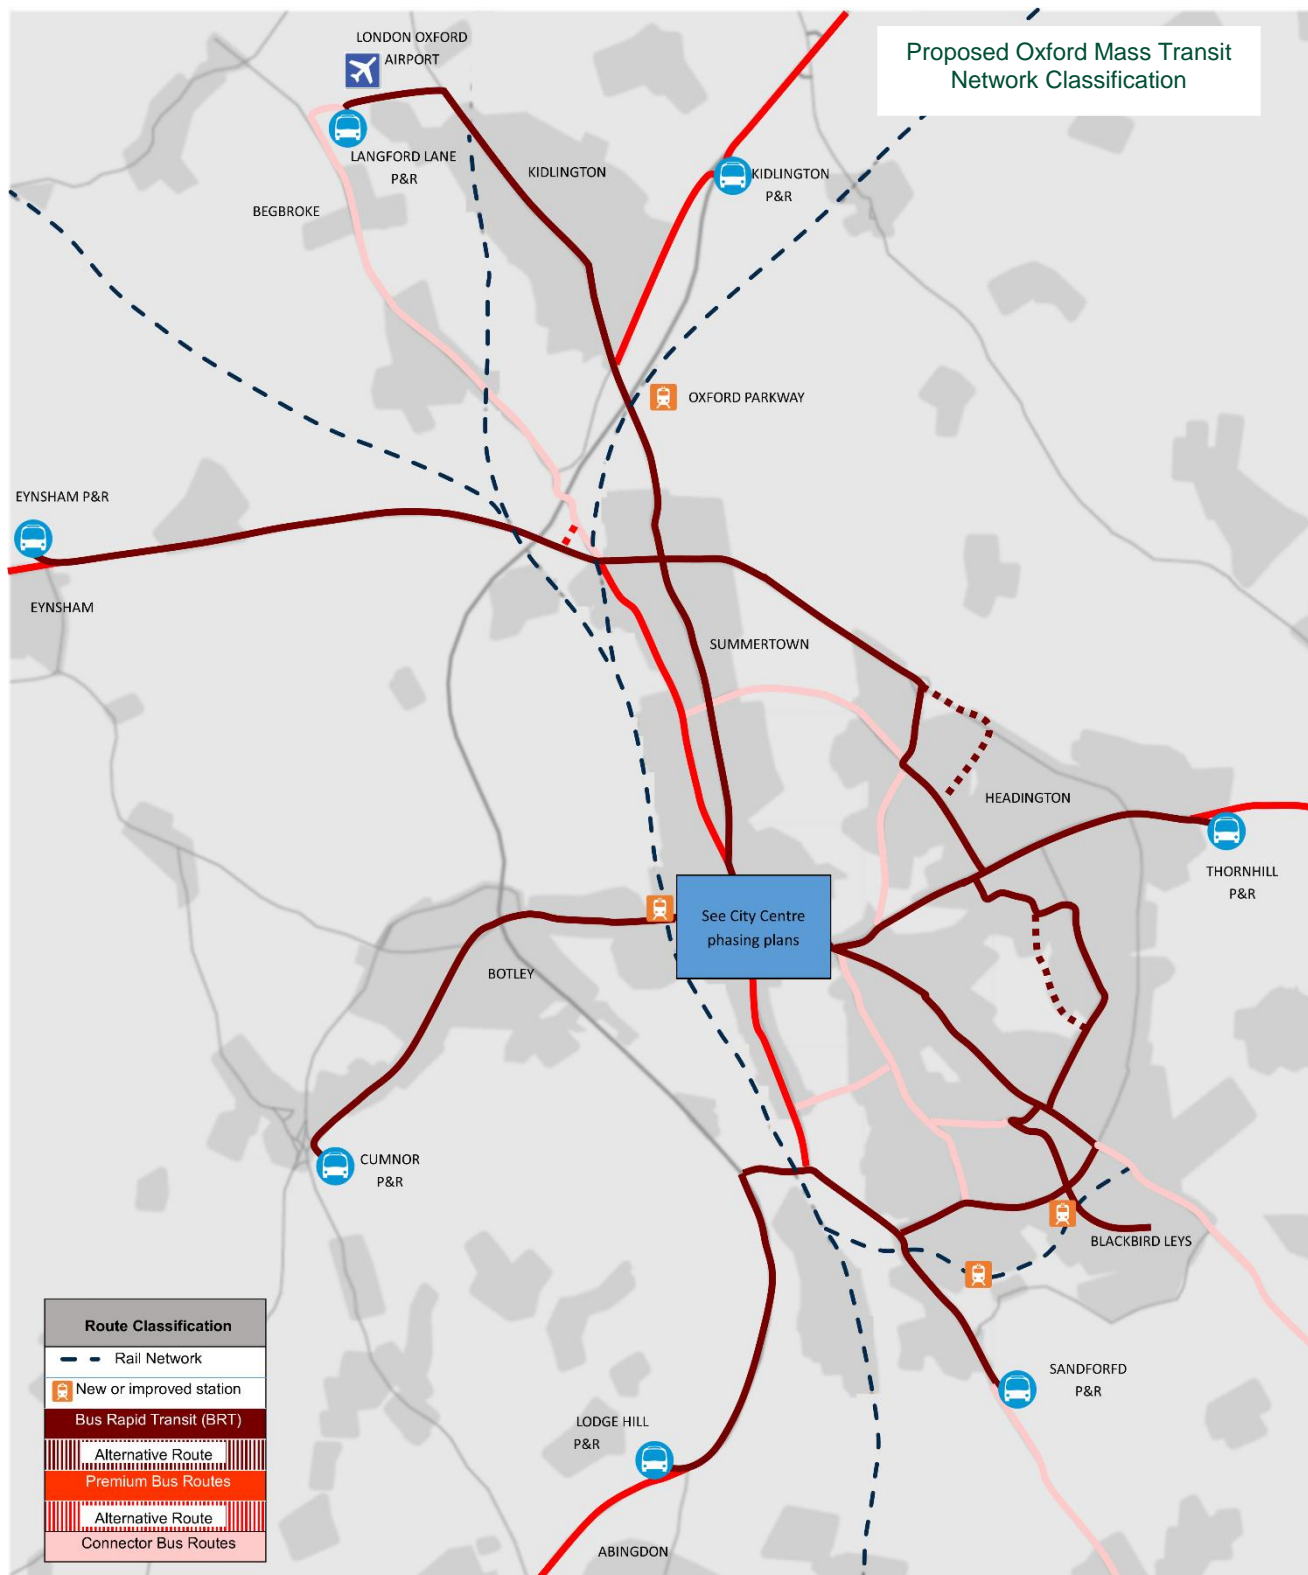 Proposed Oxford Mass Transit
Network Classification
LONDON OXFORD
AIRPORT
LANGFORD LANE
P&R
KIDLINGTON
KIDLINGTON
P&R
BEGBROKE
OXFORD PARKWAY
EYNSHAM P&R
EYNSHAM
SUMMERTOWN
HEADINGTON
THORNHILL
P&R
See City Centre
phasing plans
BOTLEY
CUMNOR
P&R
BLACKBIRD LEYS
SANDFORFD
P&R
LODGE HILL
P&R
ABINGDON
Route Classification
Rail Network
New or improved station
Bus Rapid Transit (BRT)
Alternative Route
Premium Bus Routes
Alternative Route
Connector Bus Routes